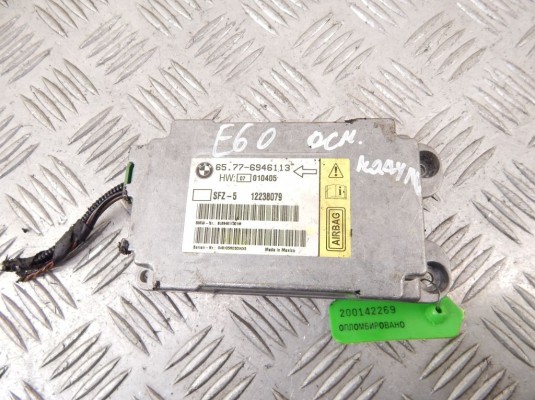 E60 осн.
65.77-6946113
HW: 07 010405
SFZ-5 12238079
AIRBAG
Made in Mexico
200142269
ОПЛОМБИРОВАНО